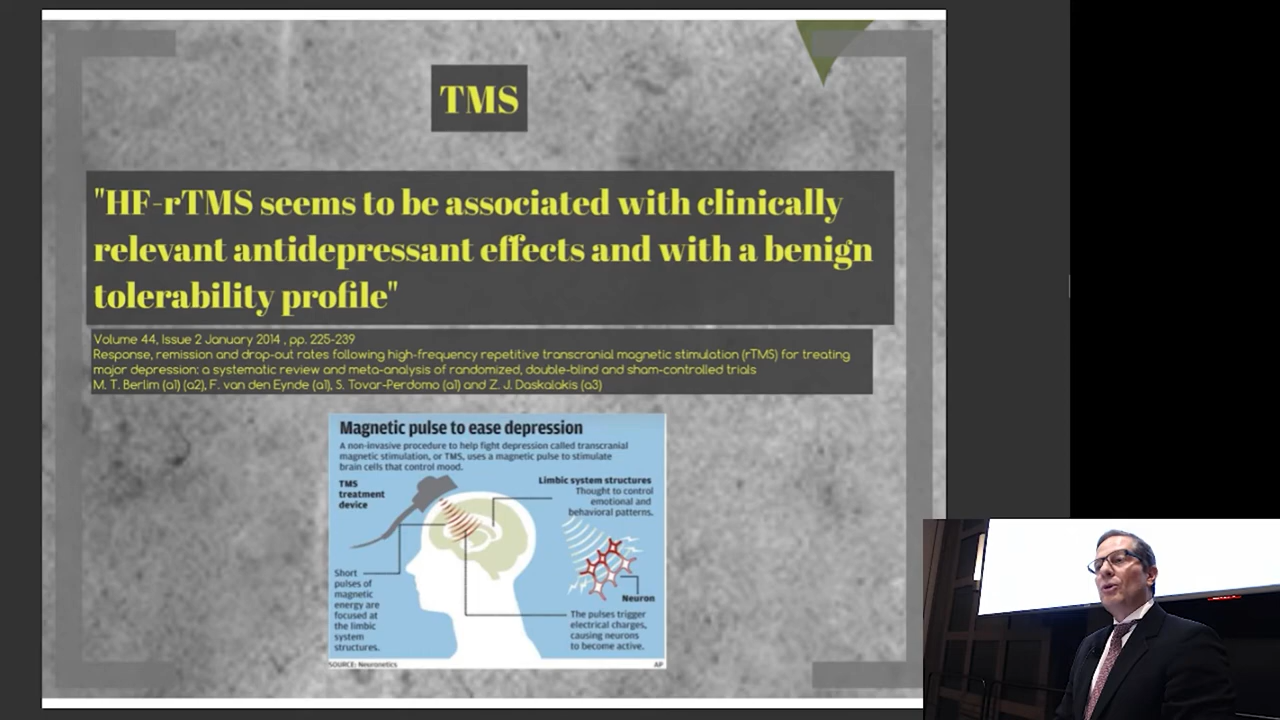 TMS
"HF-rTMS seems to be associated with clinically
relevant antidepressant effects and with a benign
tolerability profile"
Volume 44, Issue 2 January 2014 , pp. 225-239
Response, remission and drop-out rates following high-frequency repetitive transcranial magnetic stimulation (rTMS) for treating
major depression: a systematic review and meta-analysis of randomized, double-blind and sham-controlled trials
M. T. Berlim (a1) (a2), F. van den Eynde (a1), S. Tovar-Perdomo (a1) and Z. J. Daskalakis (a3)
Magnetic pulse to ease depression
A non-invasive procedure to help fight depression called transcranial
magnetic stimulation, or TMS, uses a magnetic pulse to stimulate
brain cells that control mood.
TMS
treatment
device
Limbic system structures
Thought to control
emotional and
behavioral patterns.
Short
pulses of
magnetic
energy are
focused at
the limbic
system
structures.
Neuron
The pulses trigger
electrical charges,
causing neurons
to become active.
SOURCE: Neuronetics
AP